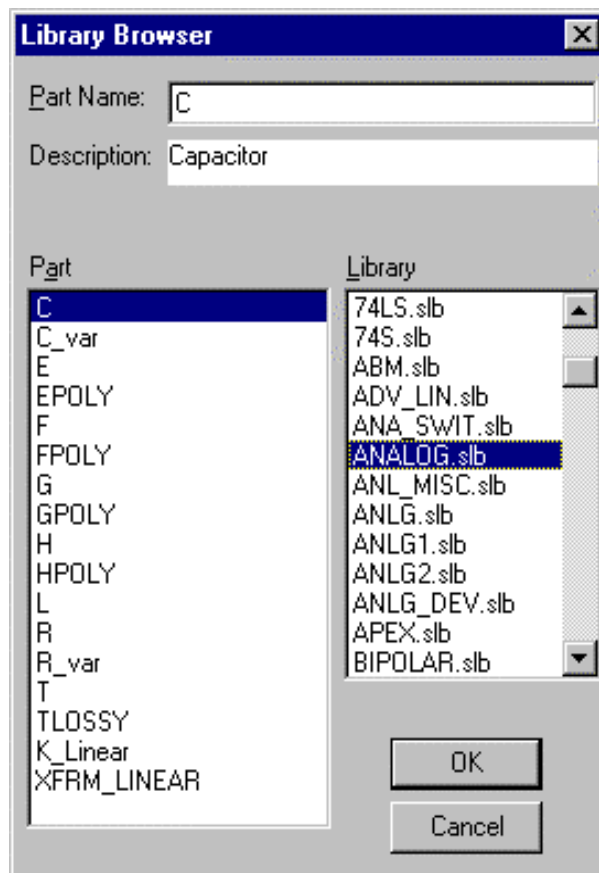 Library Browser
Part Name: C
Description: Capacitor
Part
C
C_var
E
EPOLY
F
FPOLY
G
GPOLY
H
HPOLY
L
R
R_var
T
TLOSSY
K_Linear
XFRM_LINEAR
Library
74LS.slb
74S.slb
ABM.slb
ADV_LIN.slb
ANA_SWIT.slb
ANALOG.slb
ANL_MISC.slb
ANLG.slb
ANLG1.slb
ANLG2.slb
ANLG_DEV.slb
APEX.slb
BIPOLAR.slb
OK
Cancel